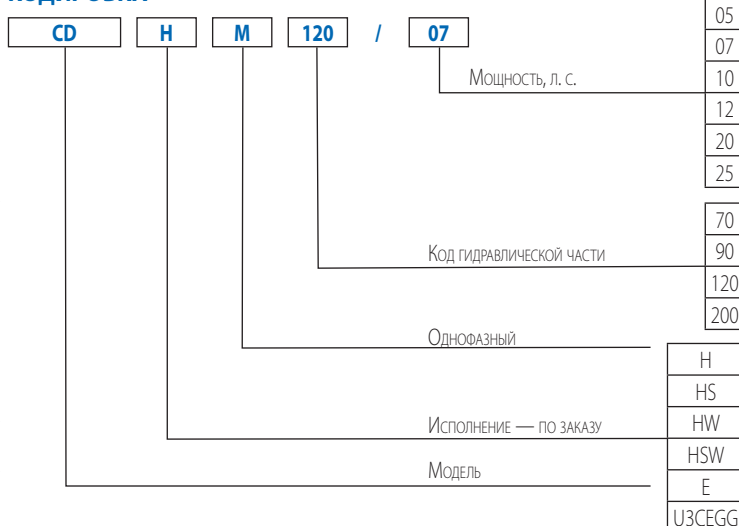 CD H M 120 / 07
05
07
Мощность, л. с. 10
12
20
25
70
Код гидравлической части 90
120
200
Однофазный
H
HS
Исполнение — по заказу HW
HSW
Модель
E
U3CEGG